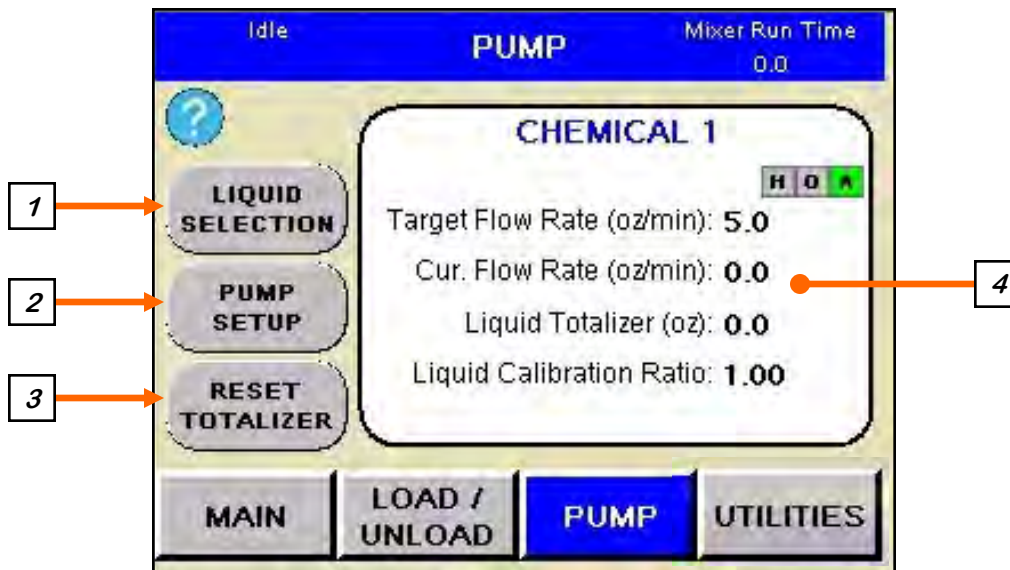 Idle
PUMP
Mixer Run Time
0.0
?
CHEMICAL 1
H O A
1
LIQUID
SELECTION
Target Flow Rate (oz/min): 5.0
Cur. Flow Rate (oz/min): 0.0
4
2
PUMP
SETUP
Liquid Totalizer (oz): 0.0
Liquid Calibration Ratio: 1.00
3
RESET
TOTALIZER
MAIN
LOAD /
UNLOAD
PUMP
UTILITIES